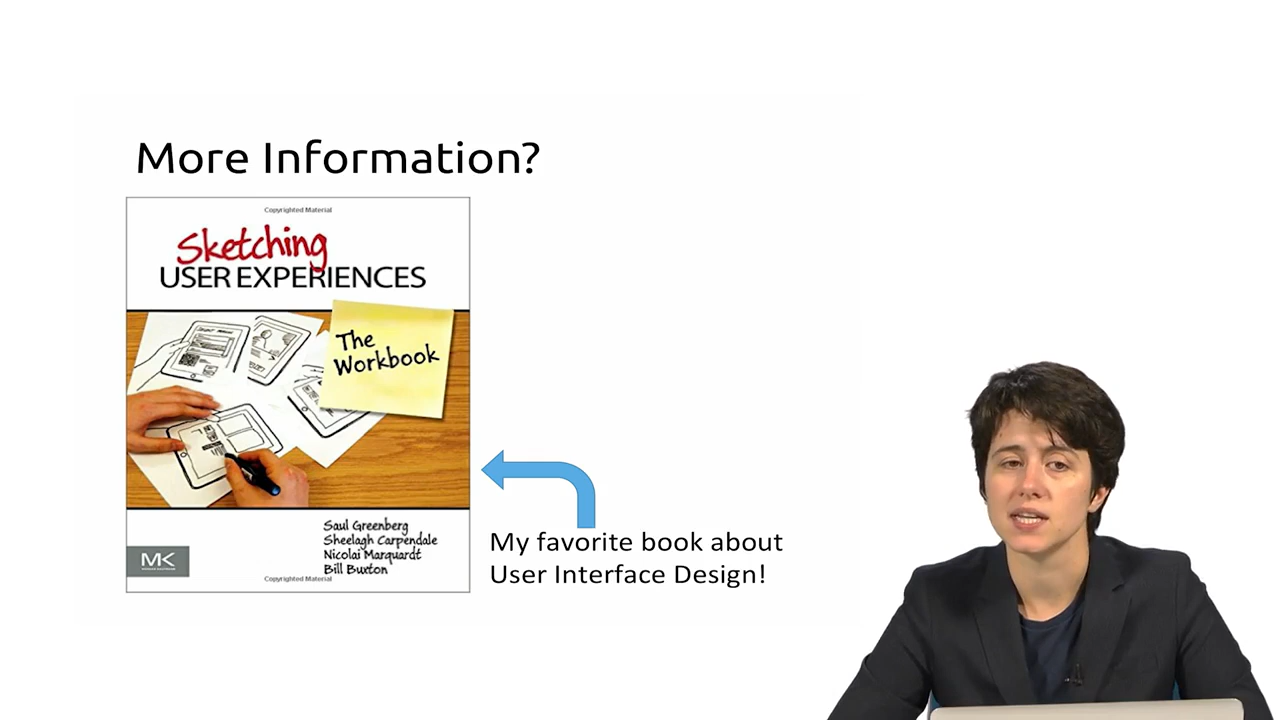 More Information?
Copyrighted Material
Sketching
USER EXPERIENCES
The
Workbook
Saul Greenberg
Sheelagh Carpendale
Nicolai Marquardt
Bill Buxton
MK
Copyrighted Material
My favorite book about
User Interface Design!